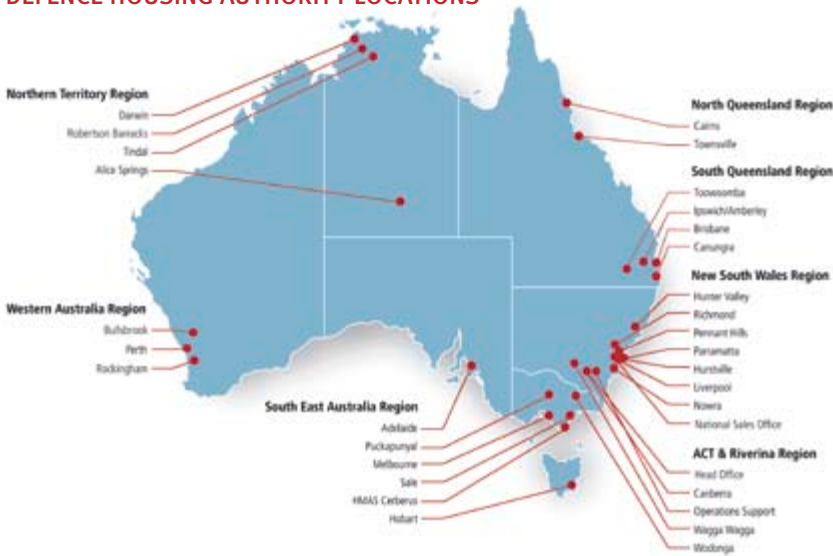 DEFENCE HOUSING AUTHORITY LOCATIONS
Northern Territory Region
Darwin
Robertson Barracks
Tindal
Alice Springs
Western Australia Region
Bullsbrook
Perth
Rockingham
South East Australia Region
Adelaide
Puckapunyal
Melbourne
Sale
HMAS Cerberus
Hobart
North Queensland Region
Cairns
Townsville
South Queensland Region
Toowoomba
Ipswich/Amberley
Brisbane
Canungra
New South Wales Region
Hunter Valley
Richmond
Pennant Hills
Parramatta
Hurstville
Liverpool
Nowra
National Sales Office
ACT & Riverina Region
Head Office
Canberra
Operations Support
Wagga Wagga
Wodonga